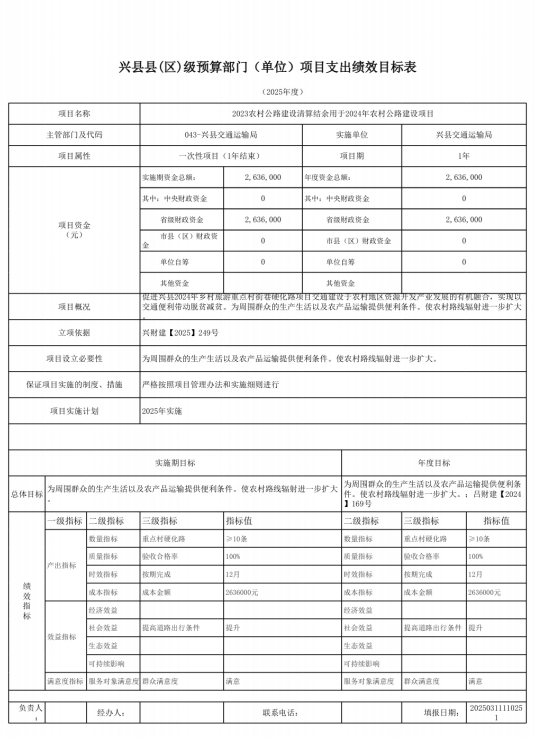 兴县县(区)级预算部门（单位）项目支出绩效目标表
（2025年度）
项目名称 2023农村公路建设清算结余用于2024年农村公路建设项目
主管部门及代码 043-兴县交通运输局 实施单位 兴县交通运输局
项目属性 一次性项目（1年结束） 项目期 1年
项目资金
（元）
实施期资金总额: 2,636,000 年度资金总额: 2,636,000
其中: 中央财政资金 0 其中: 中央财政资金 0
省级财政资金 2,636,000 省级财政资金 2,636,000
市县（区）财政资
金 0 市县（区）财政资金 0
单位自筹 0 单位自筹 0
其他资金 其他资金
项目概况
促进兴县2024年乡村旅游重点村街巷硬化路项目交通建设于农村地区资源开发产业发展的有机融合，实现以
交通便利带动脱贫减贫。为周围群众的生产生活以及农产品运输提供便利条件。使农村路线辐射进一步扩大
。
立项依据 兴财建【2025】249号
项目设立必要性 为周围群众的生产生活以及农产品运输提供便利条件。使农村路线辐射进一步扩大。
保证项目实施的制度、措施 严格按照项目管理办法和实施细则进行
项目实施计划 2025年实施
实施期目标 年度目标
总体目标
为周围群众的生产生活以及农产品运输提供便利条件。使农村路线辐射进一步扩大
。
为周围群众的生产生活以及农产品运输提供便利条
件。使农村路线辐射进一步扩大。；吕财建【2024
】169号
绩效指标
一级指标 二级指标 三级指标 指标值 二级指标 三级指标 指标值
产出指标
数量指标 重点村硬化路 ≥10条 数量指标 重点村硬化路 ≥10条
质量指标 验收合格率 100% 质量指标 验收合格率 100%
时效指标 按期完成 12月 时效指标 按期完成 12月
成本指标 成本金额 2636000元 成本指标 成本金额 2636000元
效益指标
经济效益 经济效益
社会效益 提高道路出行条件 提升 社会效益 提高道路出行条件 提升
生态效益 生态效益
可持续影响 可持续影响
满意度指标 服务对象满意度 群众满意度 满意 服务对象满意度 群众满意度 满意
负责人
: 经办人: 联系电话: 填报日期: 2025031111025
1